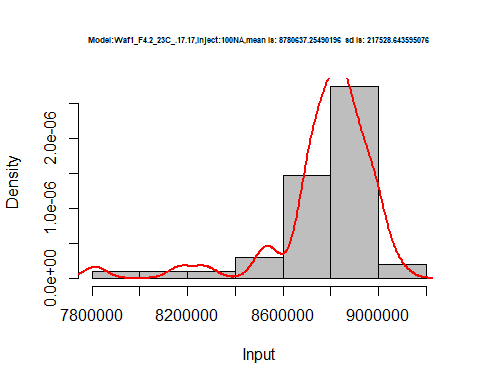 Model:Waf1_F4.2_23C_.17.17,Inject:100NA,mean is: 8780637.25490196 sd is: 217528.643595076
Density
0.0e+00 1.0e-06 2.0e-06
7800000 8200000 8600000 9000000
Input